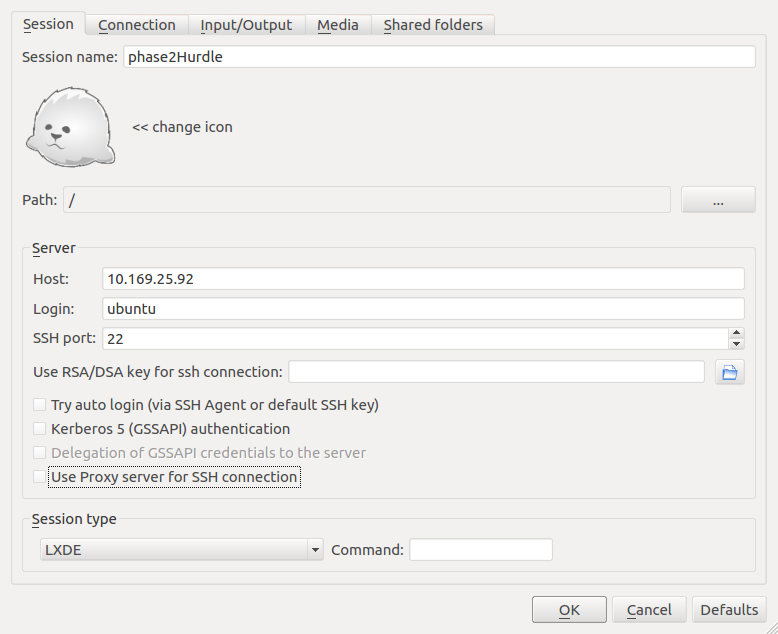 Session Connection Input/Output Media Shared folders
Session name: phase2Hurdle
<< change icon
Path: / ...
Server
Host: 10.169.25.92
Login: ubuntu
SSH port: 22
Use RSA/DSA key for ssh connection:
Try auto login (via SSH Agent or default SSH key)
Kerberos 5 (GSSAPI) authentication
Delegation of GSSAPI credentials to the server
Use Proxy server for SSH connection
Session type
LXDE Command:
OK Cancel Defaults